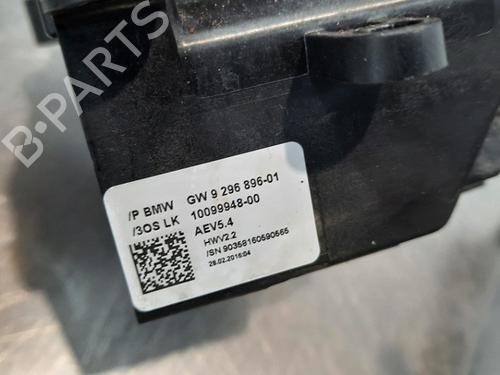 B-PARTS
/P BMW GW 9 296 896-01
/3OS LK 10099948-00
AEV5.4
HWV2.2
/SN 90358160590565
28.02.2016:04